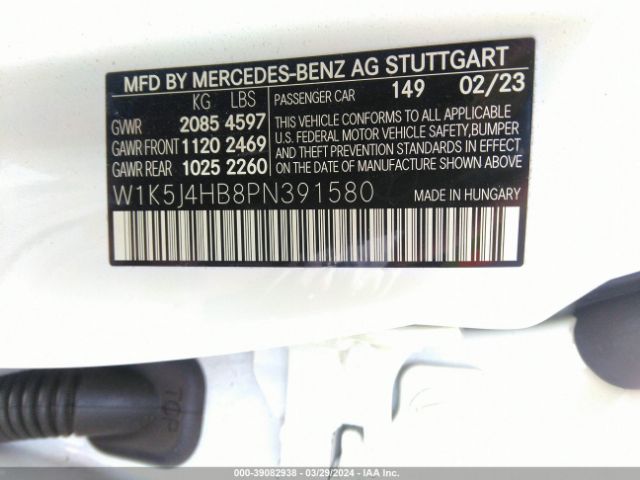 MFD BY MERCEDES-BENZ AG STUTTGART
KG LBS PASSENGER CAR 149 02/23
GVWR 2085 4597
GAWR FRONT 1120 2469
GAWR REAR 1025 2260
THIS VEHICLE CONFORMS TO ALL APPLICABLE
U.S. FEDERAL MOTOR VEHICLE SAFETY,BUMPER
AND THEFT PREVENTION STANDARDS IN EFFECT
ON THE DATE OF MANUFACTURE SHOWN ABOVE.
W1K5J4HB8PN391580 MADE IN HUNGARY
TOP
000-39082938 - 03/29/2024 - IAA Inc.